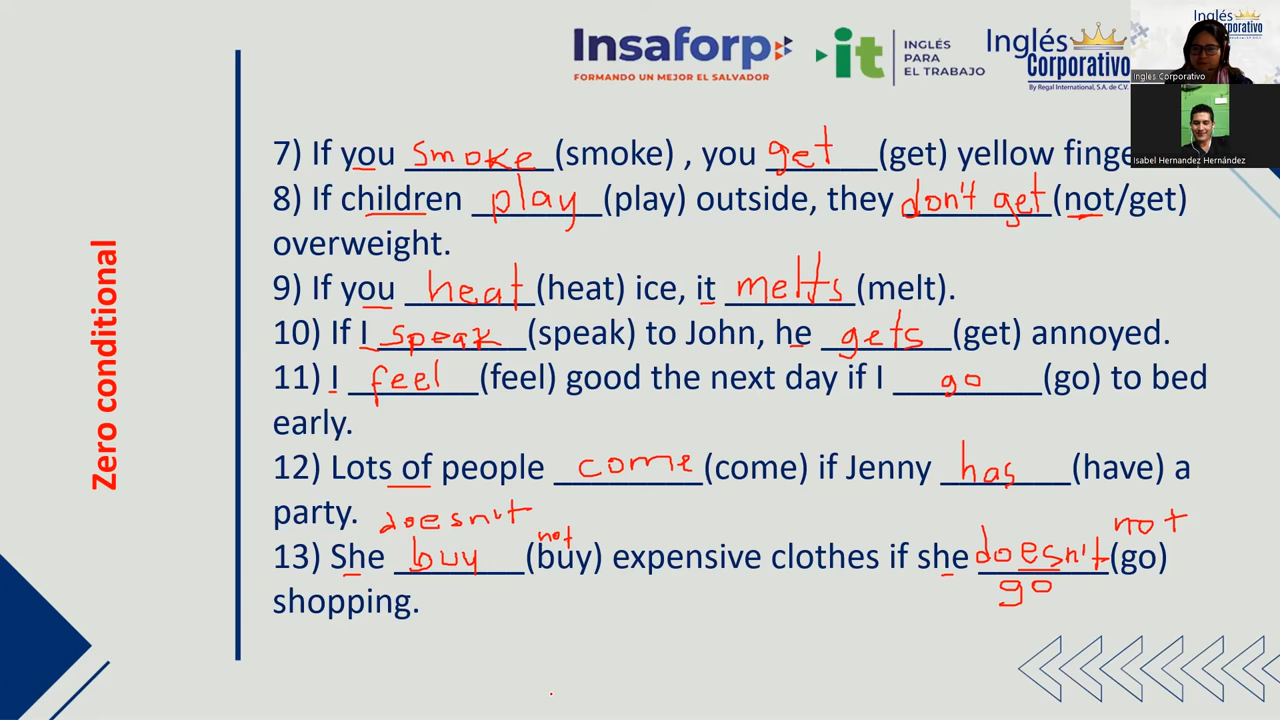 Insaforp
FORMANDO UN MEJOR EL SALVADOR
it INGLÉS PARA EL TRABAJO
Inglés Corporativo
By Regal International, S.A. de C.V.
Inglés Corporativo
Ingles Corporativo
Isabel Hernandez Hernández
Zero conditional
7) If you smoke (smoke) , you get (get) yellow
8) If children play (play) outside, they don't get (not/get)
overweight.
9) If you heat (heat) ice, it melts (melt).
10) If I speak (speak) to John, he gets (get) annoyed.
11) I feel (feel) good the next day if I go (go) to bed
early.
12) Lots of people come (come) if Jenny has (have) a
party. doesn't not
13) She buy (buy) expensive clothes if she doesn't (go)
not
go
shopping.